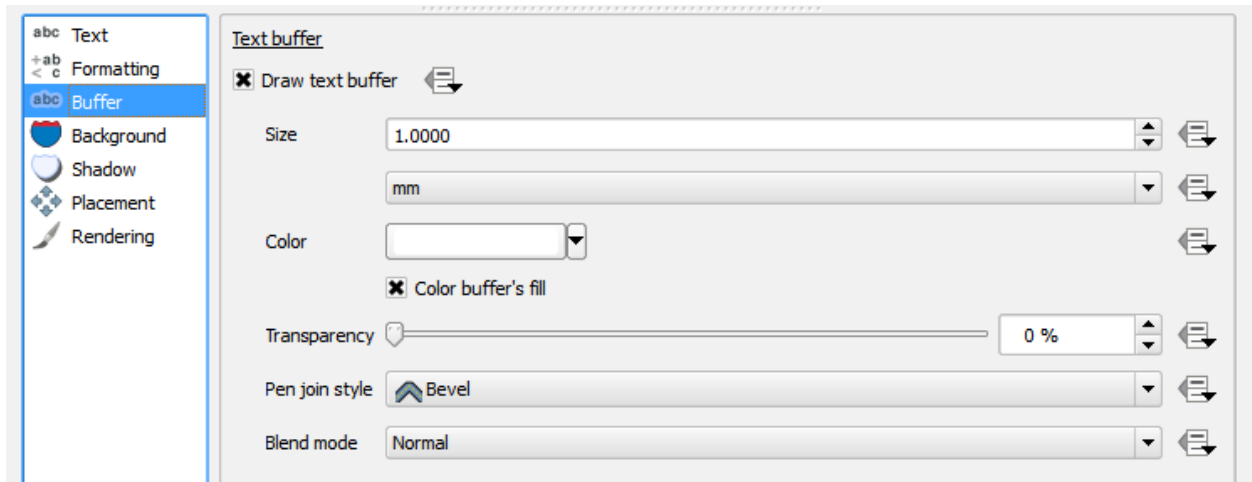 abc Text
+ab
< c Formatting
abc Buffer
Background
Shadow
Placement
Rendering
Text buffer
Draw text buffer
Size 1.0000
mm
Color
Color buffer's fill
Transparency 0 %
Pen join style Bevel
Blend mode Normal